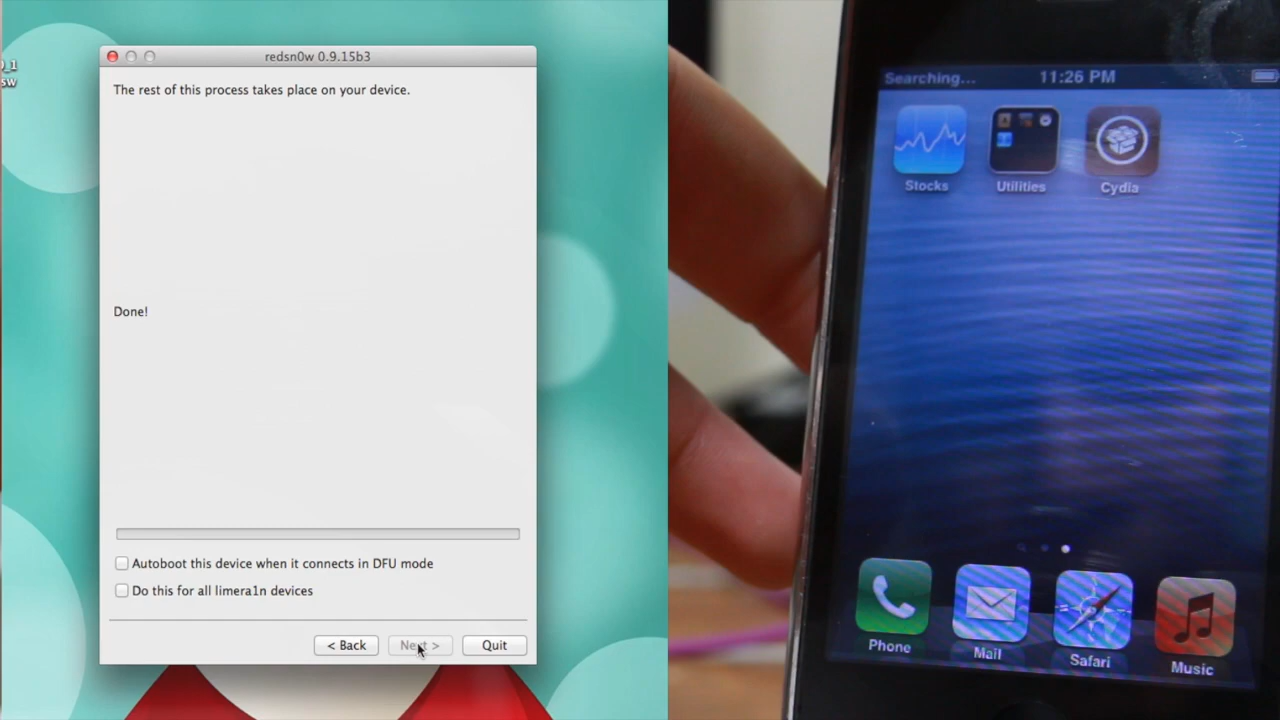 _1
sw
redsn0w 0.9.15b3
The rest of this process takes place on your device.
Done!
Autoboot this device when it connects in DFU mode
Do this for all limera1n devices
< Back
Next >
Quit
Searching...
11:26 PM
Stocks
Utilities
Cydia
Phone
Mail
Safari
Music